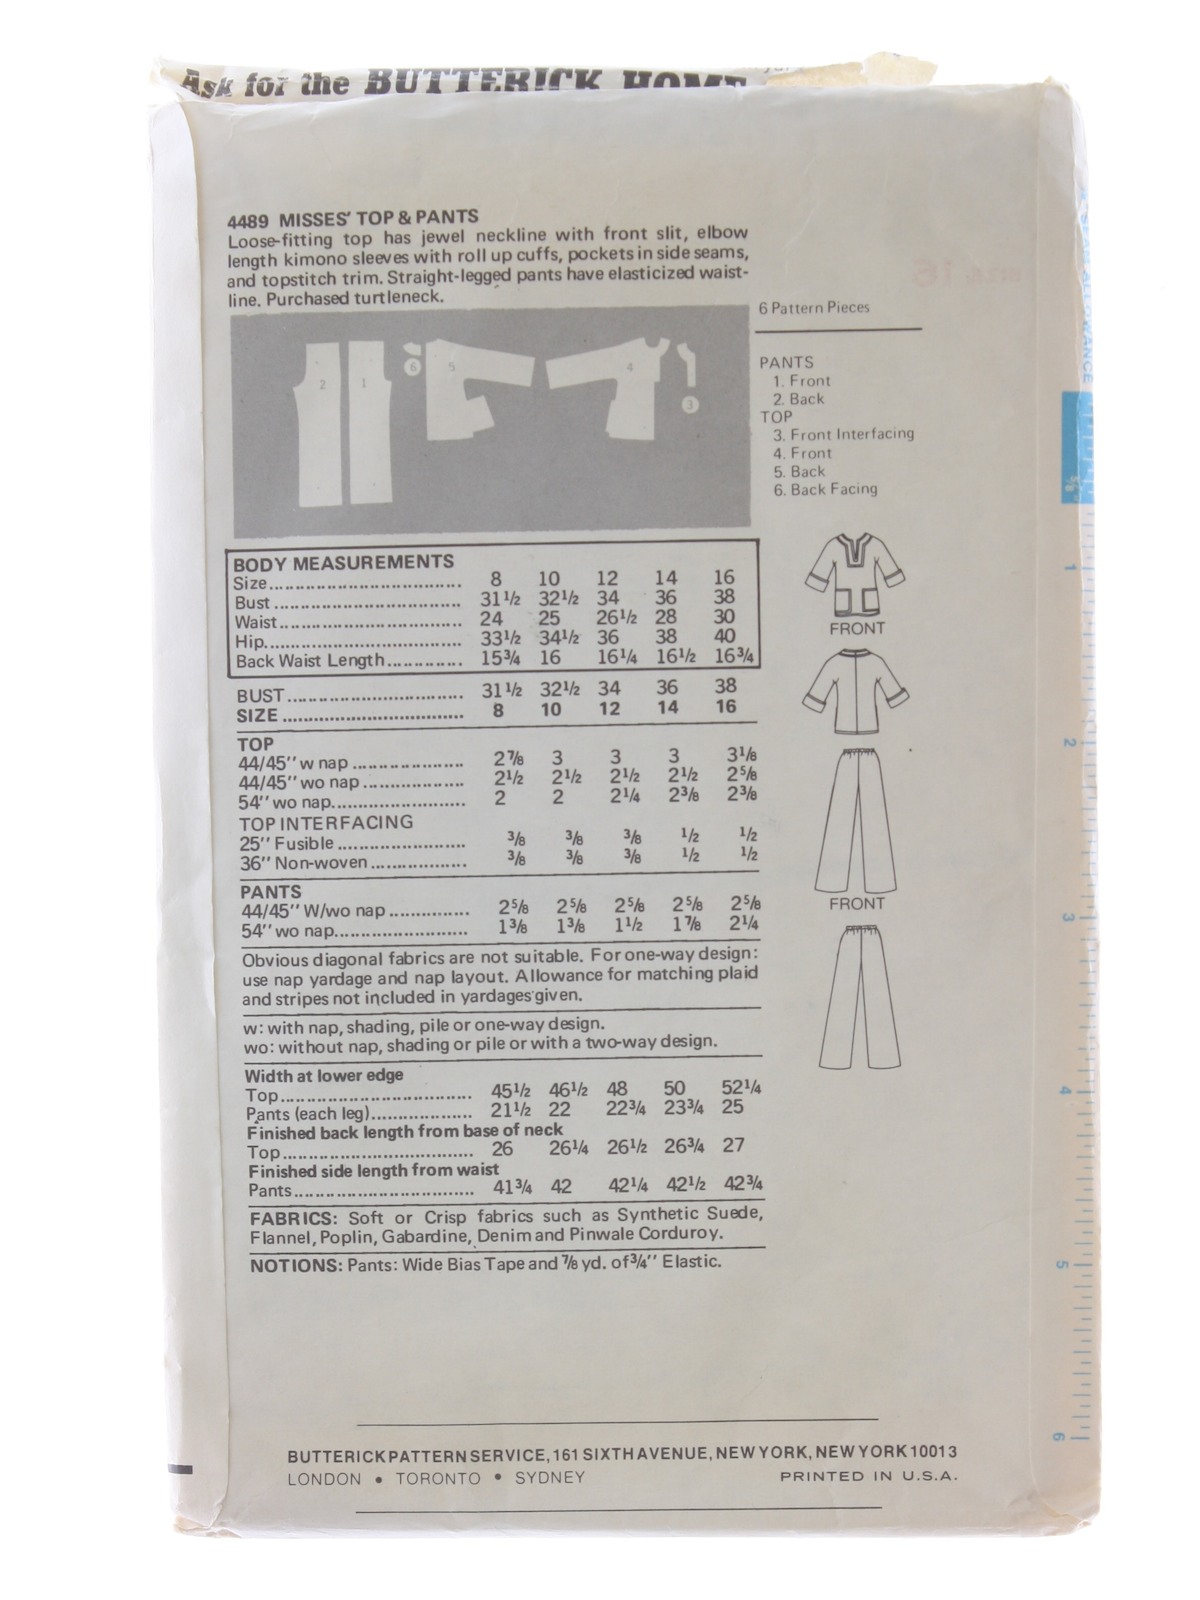 Ask for the BUTTERICK HOME
4489 MISSES' TOP & PANTS
Loose-fitting top has jewel neckline with front slit, elbow
length kimono sleeves with roll up cuffs, pockets in side seams,
and topstitch trim. Straight-legged pants have elasticized waist-
line. Purchased turtleneck.
2 1 6 5 4 3
6 Pattern Pieces
PANTS
1. Front
2. Back
TOP
3. Front Interfacing
4. Front
5. Back
6. Back Facing
FRONT
FRONT
BODY MEASUREMENTS
Size................................... 8 10 12 14 16
Bust .................................. 31½ 32½ 34 36 38
Waist................................. 24 25 26½ 28 30
Hip.................................... 33½ 34½ 36 38 40
Back Waist Length............. 15¾ 16 16¼ 16½ 16¾
BUST................................. 31½ 32½ 34 36 38
SIZE .................................. 8 10 12 14 16
TOP
44/45" w nap .................... 2⅞ 3 3 3 3⅛
44/45" wo nap .................. 2½ 2½ 2½ 2½ 2⅝
54" wo nap........................ 2 2 2¼ 2⅜ 2⅜
TOP INTERFACING
25" Fusible ....................... ⅜ ⅜ ⅜ ½ ½
36" Non-woven ................. ⅜ ⅜ ⅜ ½ ½
PANTS
44/45" W/wo nap .............. 2⅝ 2⅝ 2⅝ 2⅝ 2⅝
54" wo nap........................ 1⅜ 1⅜ 1½ 1⅞ 2¼
Obvious diagonal fabrics are not suitable. For one-way design:
use nap yardage and nap layout. Allowance for matching plaid
and stripes not included in yardages given.
w: with nap, shading, pile or one-way design.
wo: without nap, shading or pile or with a two-way design.
Width at lower edge
Top................................... 45½ 46½ 48 50 52¼
Pants (each leg).................. 21½ 22 22¾ 23¾ 25
Finished back length from base of neck
Top................................... 26 26¼ 26½ 26¾ 27
Finished side length from waist
Pants................................. 41¾ 42 42¼ 42½ 42¾
FABRICS: Soft or Crisp fabrics such as Synthetic Suede,
Flannel, Poplin, Gabardine, Denim and Pinwale Corduroy.
NOTIONS: Pants: Wide Bias Tape and ⅞ yd. of ¾" Elastic.
BUTTERICK PATTERN SERVICE, 161 SIXTH AVENUE, NEW YORK, NEW YORK 10013
LONDON • TORONTO • SYDNEY PRINTED IN U.S.A.
⅝"
1
2
3
4
5
6